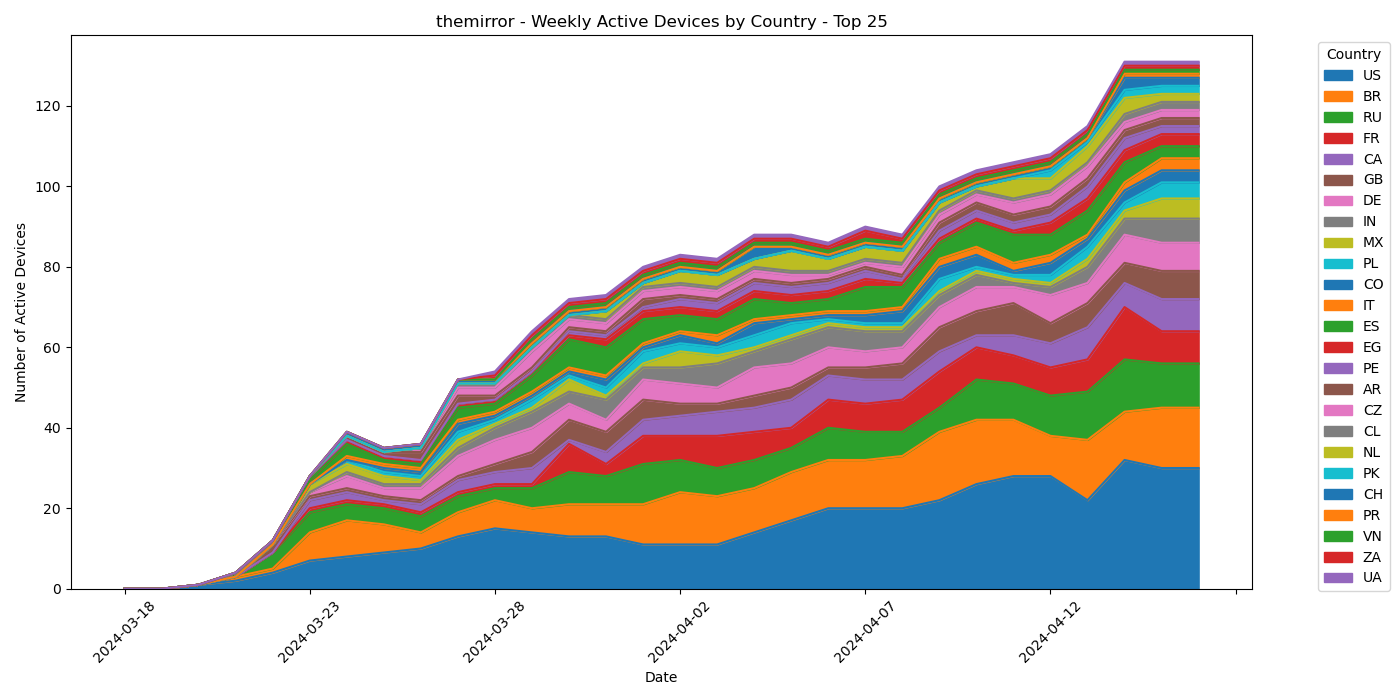 themirror - Weekly Active Devices by Country - Top 25
Number of Active Devices
120
100
80
60
40
20
0
2024-03-18
2024-03-23
2024-03-28
2024-04-02
2024-04-07
2024-04-12
Date
Country
US
BR
RU
FR
CA
GB
DE
IN
MX
PL
CO
IT
ES
EG
PE
AR
CZ
CL
NL
PK
CH
PR
VN
ZA
UA